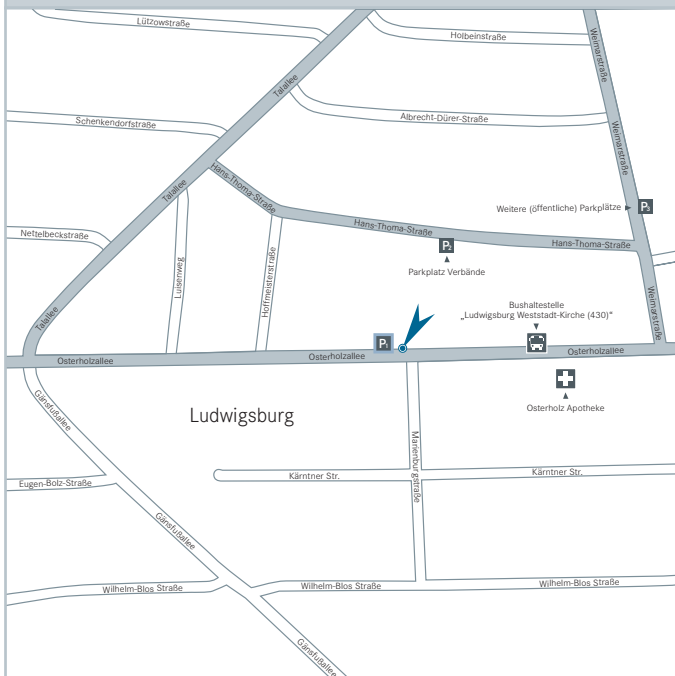 Lützowstraße
Holbeinstraße
Weimarstraße
Talallee
Schenkendorfstraße
Albrecht-Dürer-Straße
Weimarstraße
Hans-Thoma-Straße
Talallee
Weitere (öffentliche) Parkplätze
P3
Nettelbeckstraße
Hans-Thoma-Straße
P2
Hans-Thoma-Straße
Luisenweg
Hoffmeisterstraße
Parkplatz Verbände
Talallee
Bushaltestelle
„Ludwigsburg Weststadt-Kirche (430)“
Weimarstraße
P1
Osterholzallee
Osterholzallee
Osterholzallee
Gänsfußallee
Ludwigsburg
Osterholz Apotheke
Marienburgstraße
Eugen-Bolz-Straße
Kärntner Str.
Kärntner Str.
Gänsfußallee
Wilhelm-Blos Straße
Wilhelm-Blos Straße
Wilhelm-Blos Straße
Gänsfußallee